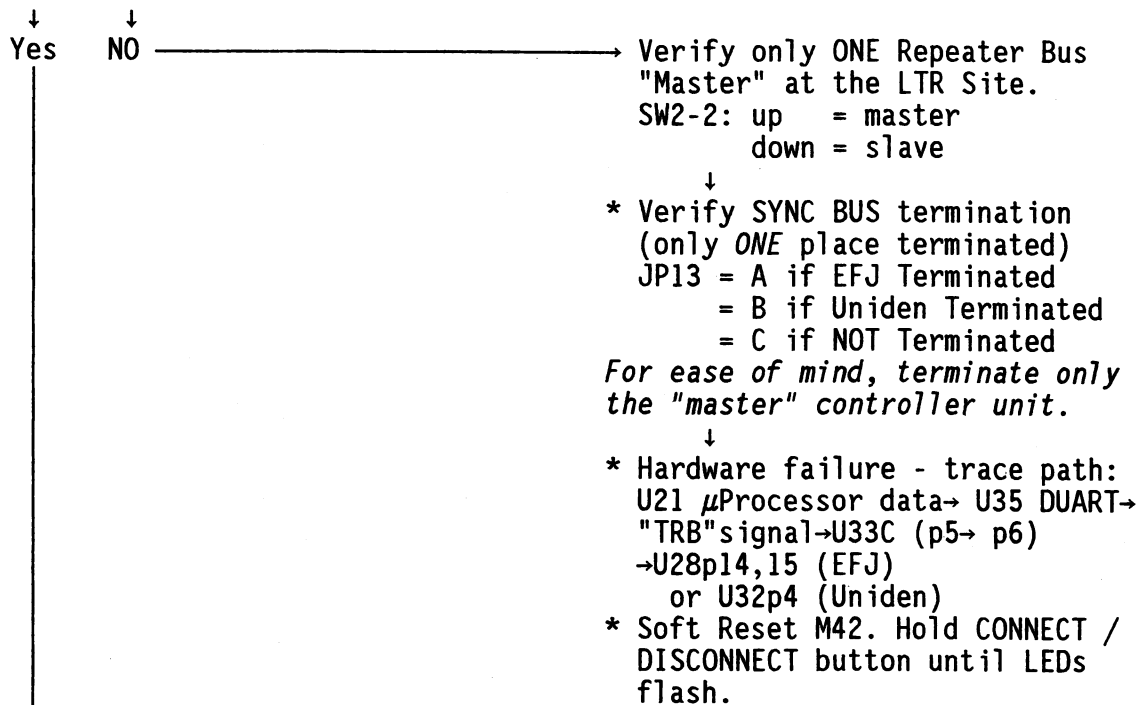 ↓ ↓
Yes NO → Verify only ONE Repeater Bus
"Master" at the LTR Site.
SW2-2: up = master
down = slave
↓
* Verify SYNC BUS termination
(only ONE place terminated)
JP13 = A if EFJ Terminated
= B if Uniden Terminated
= C if NOT Terminated
For ease of mind, terminate only
the "master" controller unit.
↓
* Hardware failure - trace path:
U21 μProcessor data→ U35 DUART→
"TRB"signal→U33C (p5→ p6)
→U28p14,15 (EFJ)
or U32p4 (Uniden)
* Soft Reset M42. Hold CONNECT /
DISCONNECT button until LEDs
flash.